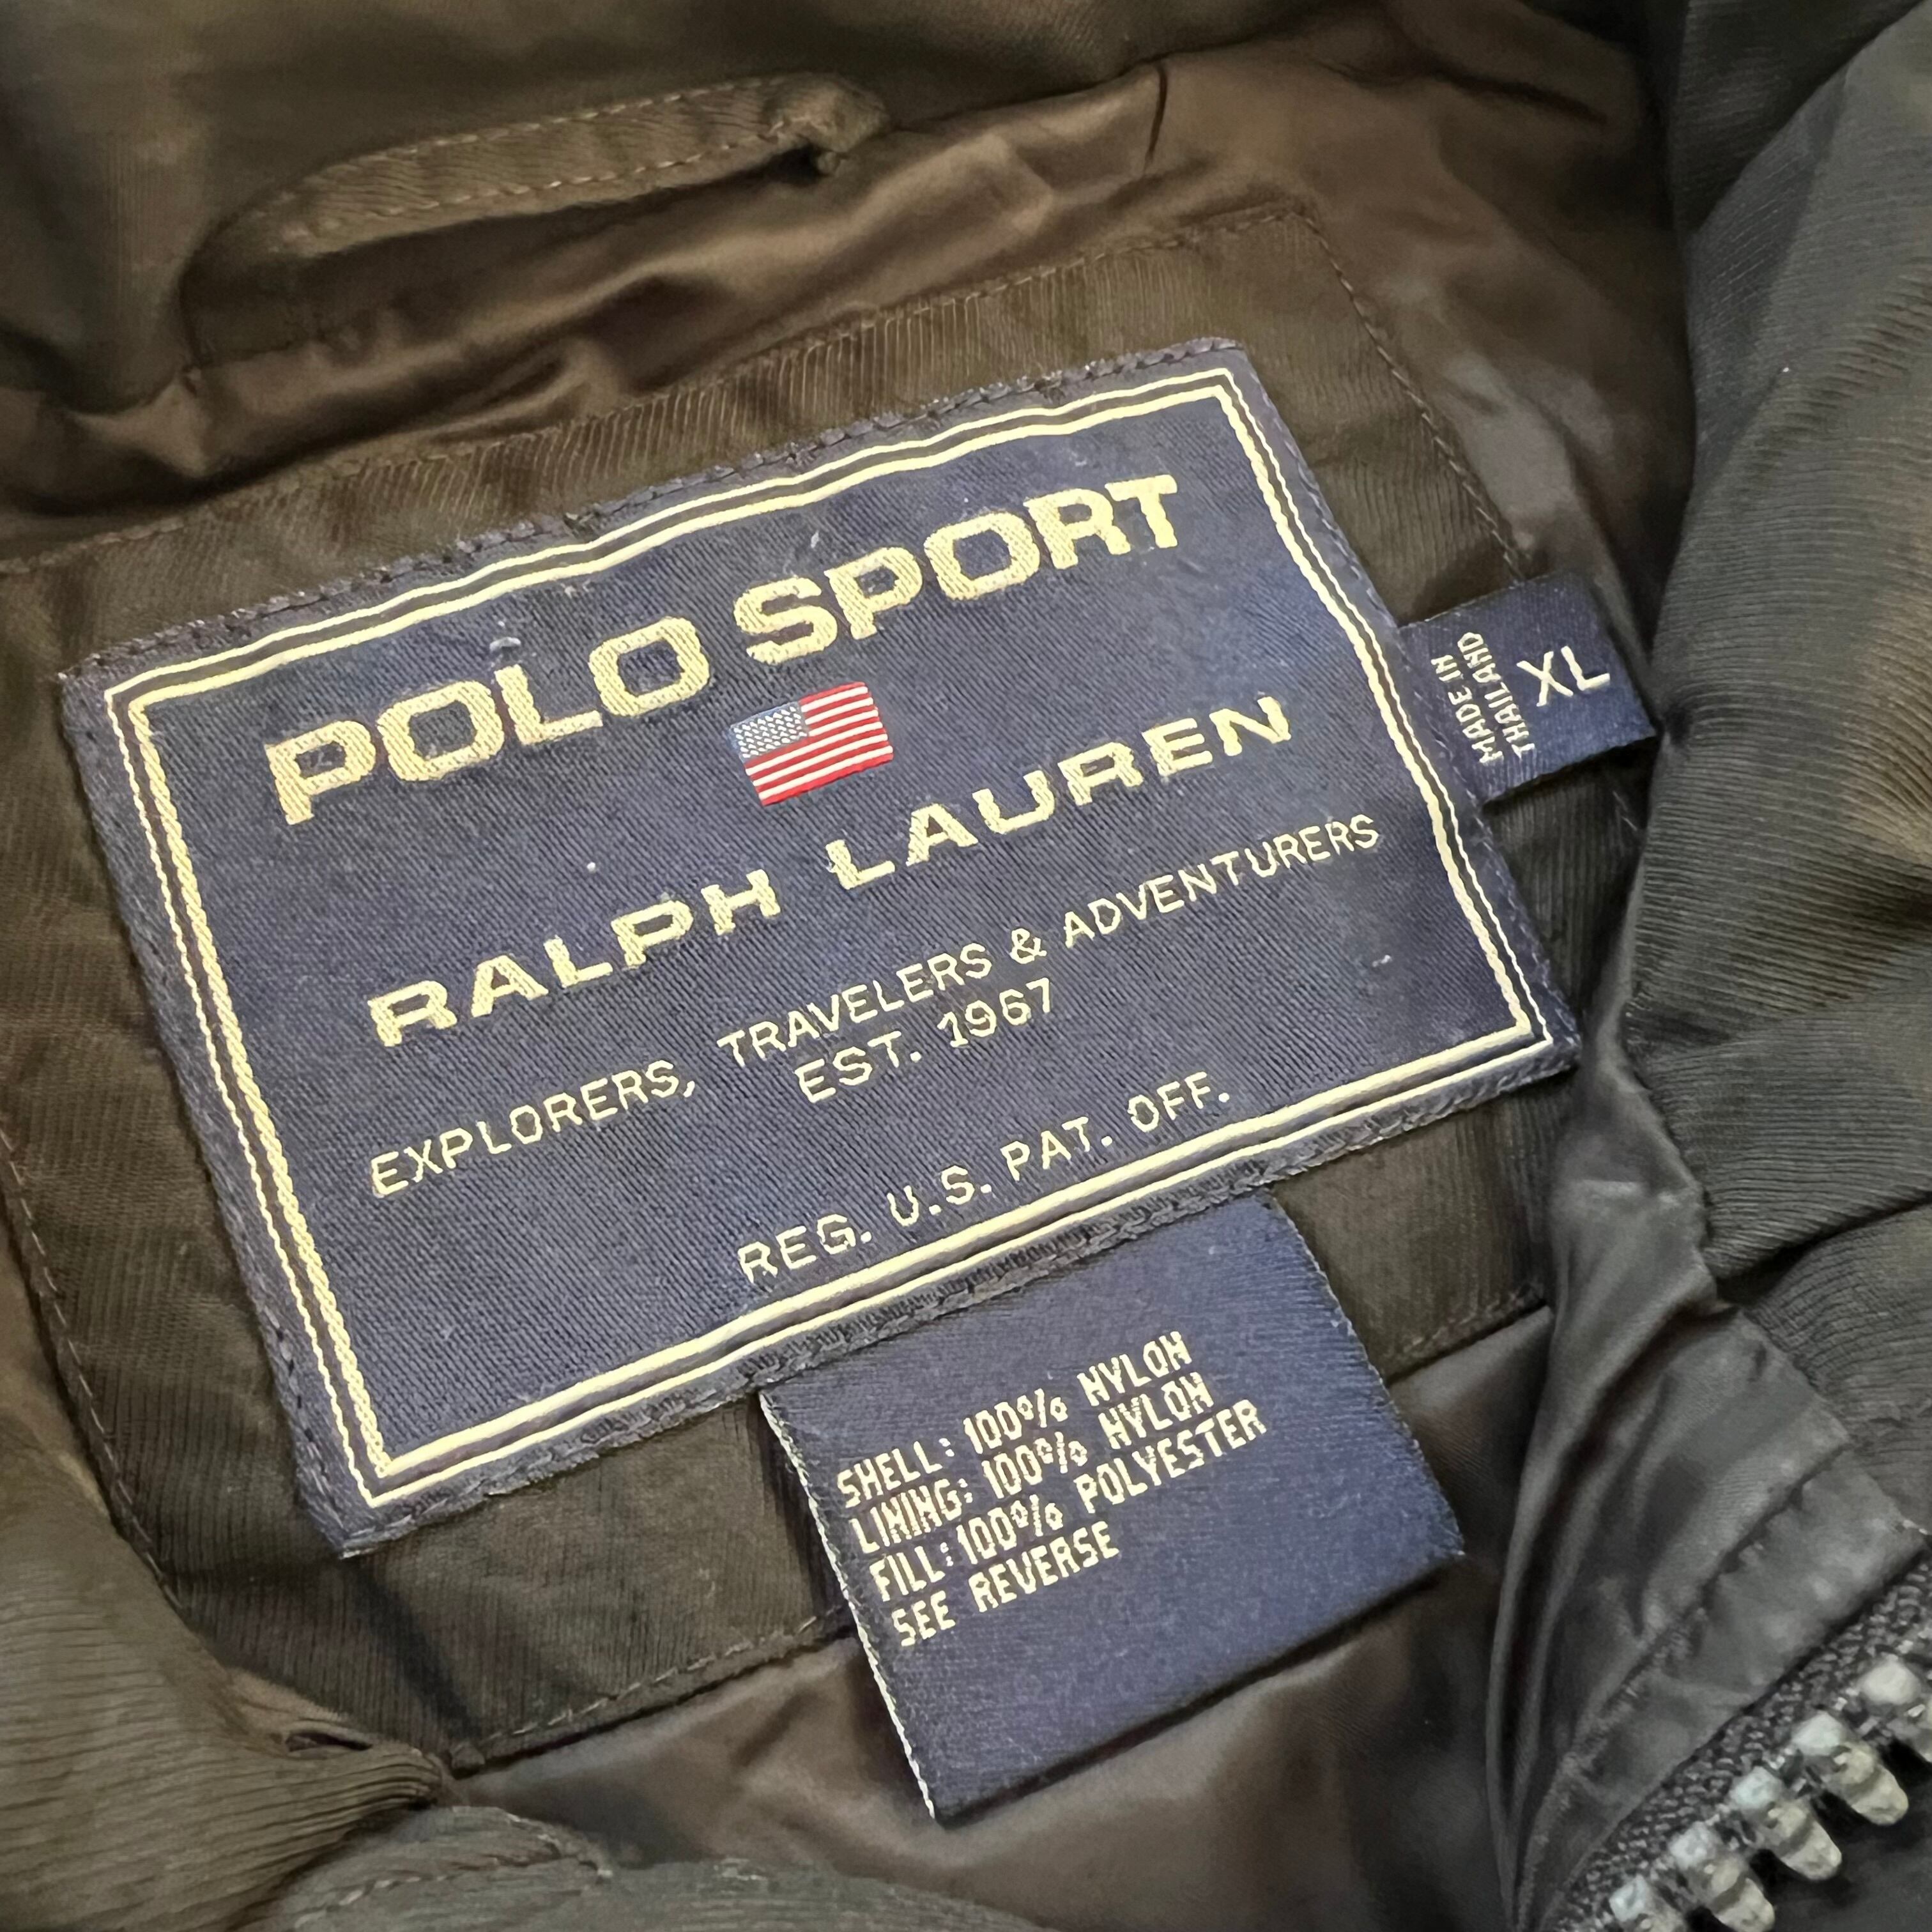 POLO SPORT
RALPH LAUREN
EXPLORERS, TRAVELERS & ADVENTURERS
EST. 1967
REG. U.S. PAT. OFF.
MADE IN
THAILAND
XL
SHELL: 100% NYLON
LINING: 100% NYLON
FILL: 100% POLYESTER
SEE REVERSE